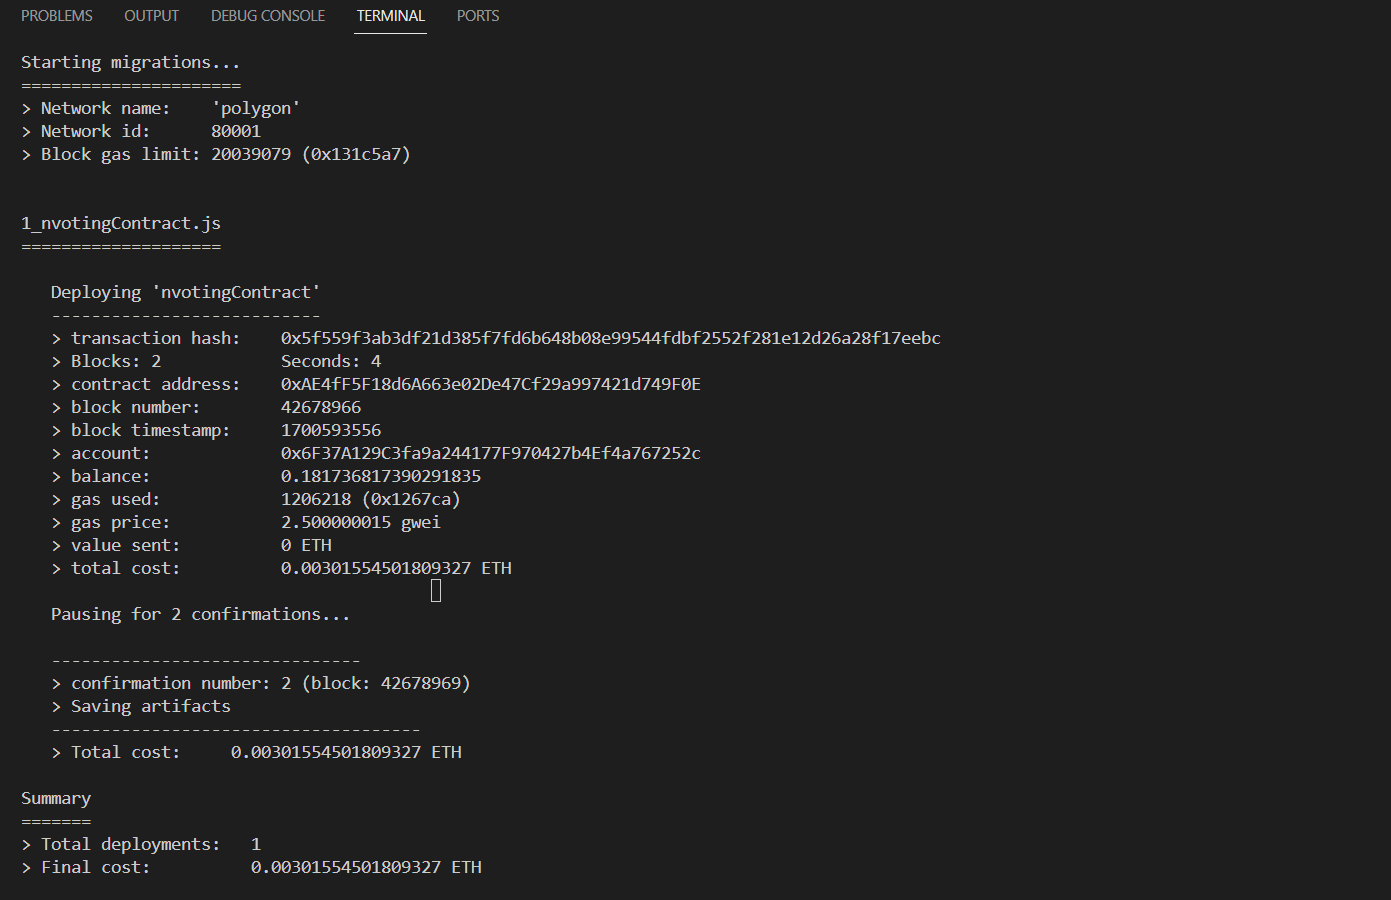 PROBLEMS OUTPUT DEBUG CONSOLE TERMINAL PORTS
Starting migrations...
======================
> Network name:    'polygon'
> Network id:      80001
> Block gas limit: 20039079 (0x131c5a7)
1_nvotingContract.js
====================
Deploying 'nvotingContract'
---------------------------
> transaction hash:    0x5f559f3ab3df21d385f7fd6b648b08e99544fdbf2552f281e12d26a28f17eebc
> Blocks: 2            Seconds: 4
> contract address:    0xAE4fF5F18d6A663e02De47Cf29a997421d749F0E
> block number:        42678966
> block timestamp:     1700593556
> account:             0x6F37A129C3fa9a244177F970427b4Ef4a767252c
> balance:             0.181736817390291835
> gas used:            1206218 (0x1267ca)
> gas price:           2.500000015 gwei
> value sent:          0 ETH
> total cost:          0.00301554501809327 ETH
Pausing for 2 confirmations...
-------------------------------
> confirmation number: 2 (block: 42678969)
> Saving artifacts
-------------------------------------
> Total cost:     0.00301554501809327 ETH
Summary
=======
> Total deployments:   1
> Final cost:          0.00301554501809327 ETH